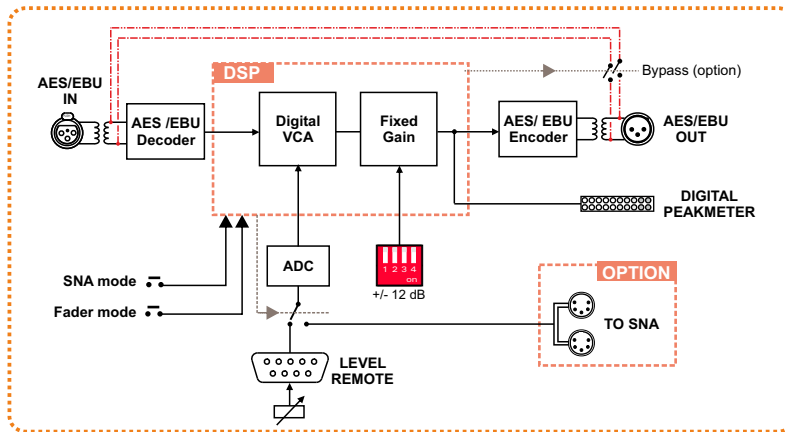 DSP
Bypass (option)
AES/EBU
IN
AES /EBU
Decoder
Digital
VCA
Fixed
Gain
AES/ EBU
Encoder
AES/EBU
OUT
DIGITAL
PEAKMETER
SNA mode
Fader mode
ADC
1 2 3 4
on
+/- 12 dB
OPTION
TO SNA
LEVEL
REMOTE